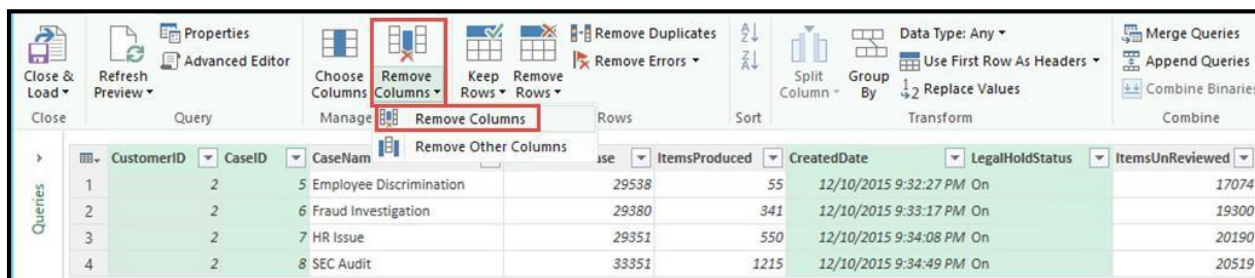 Close & Load
Close
Refresh Preview
Properties
Advanced Editor
Query
Choose Columns
Remove Columns
Manage
Remove Columns
Remove Other Columns
Keep Rows
Remove Rows
Remove Duplicates
Remove Errors
Rows
Sort
Split Column
Group By
Data Type: Any
Use First Row As Headers
1 2 Replace Values
Transform
Merge Queries
Append Queries
Combine Binaries
Combine
Queries
CustomerID CaseID CaseNam use ItemsProduced CreatedDate LegalHoldStatus ItemsUnReviewed
1 2 5 Employee Discrimination 29538 55 12/10/2015 9:32:27 PM On 17074
2 2 6 Fraud Investigation 29380 341 12/10/2015 9:33:17 PM On 19300
3 2 7 HR Issue 29351 550 12/10/2015 9:34:08 PM On 20190
4 2 8 SEC Audit 33351 1215 12/10/2015 9:34:49 PM On 20519